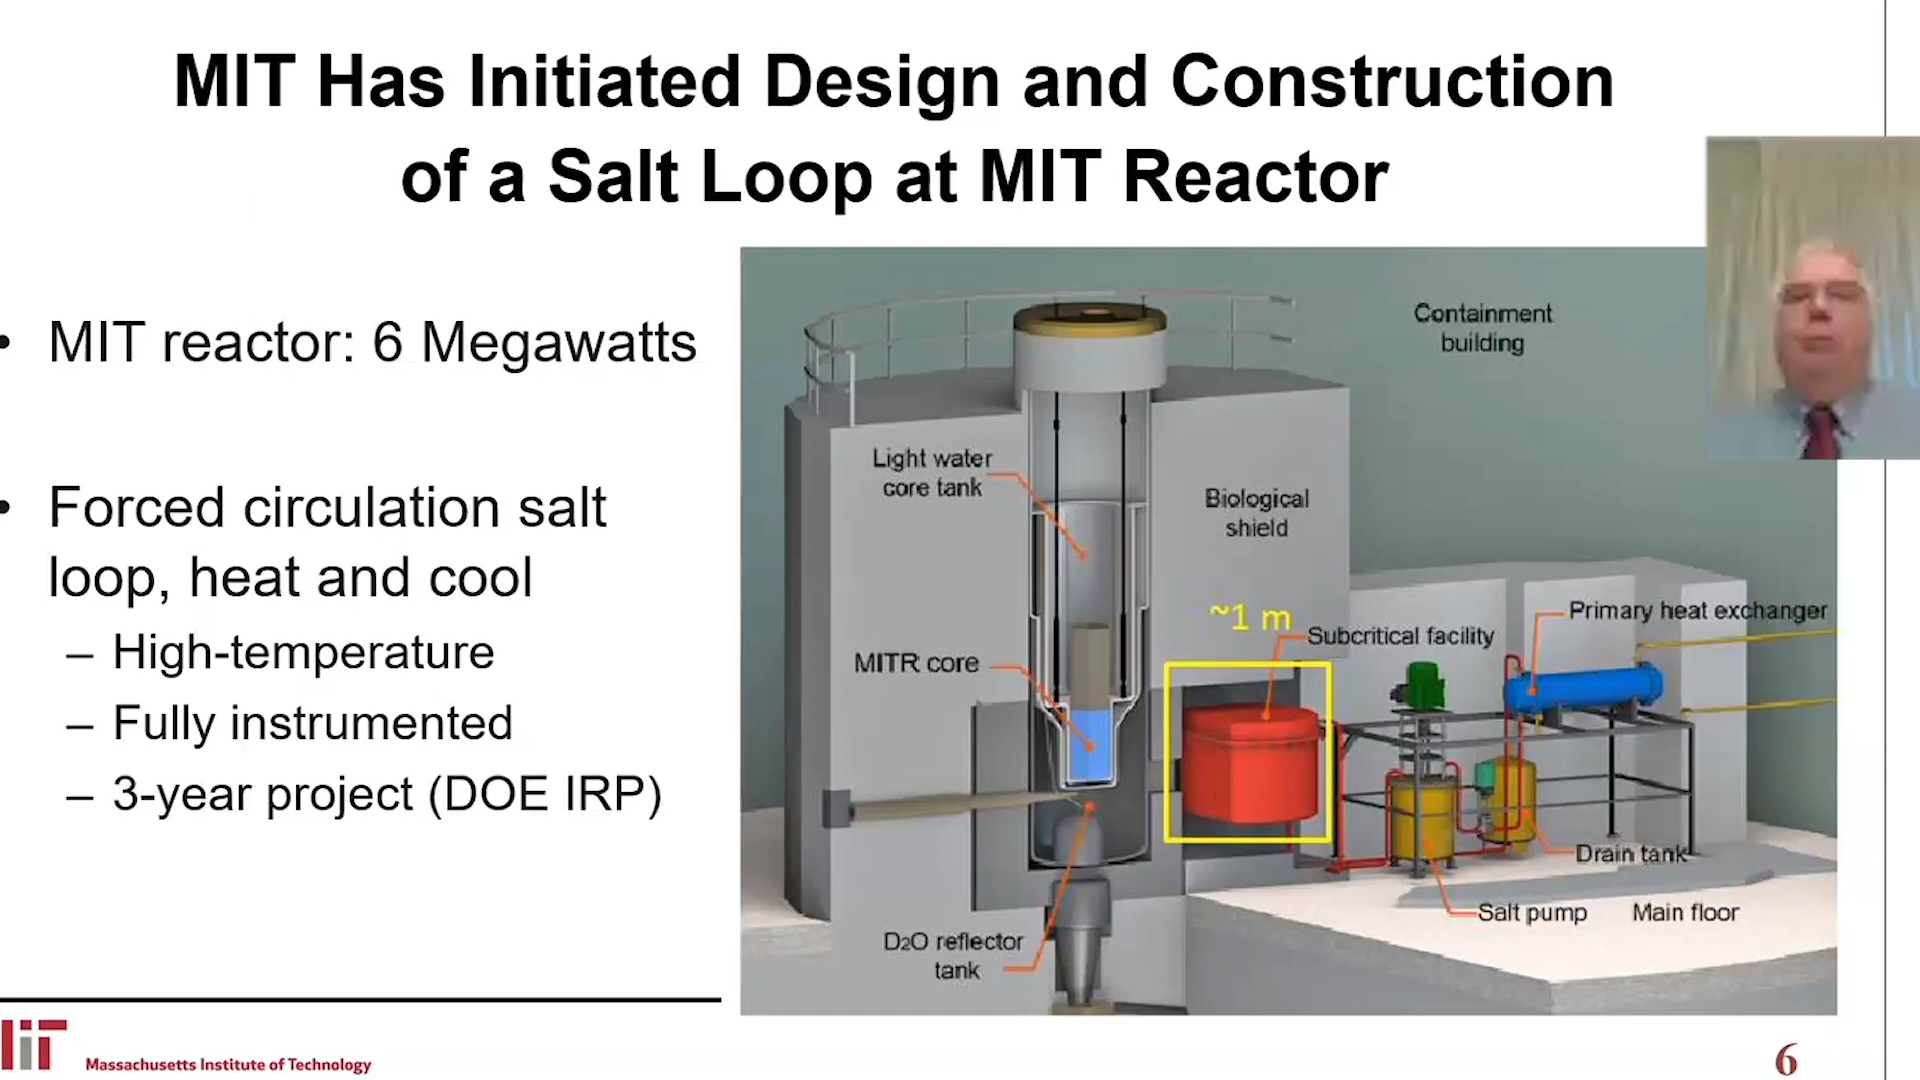 MIT Has Initiated Design and Construction
of a Salt Loop at MIT Reactor
• MIT reactor: 6 Megawatts
• Forced circulation salt
loop, heat and cool
– High-temperature
– Fully instrumented
– 3-year project (DOE IRP)
Containment
building
Light water
core tank
Biological
shield
~1 m
Primary heat exchanger
Subcritical facility
MITR core
Drain tank
Salt pump
Main floor
D2O reflector
tank
MIT
Massachusetts Institute of Technology
6